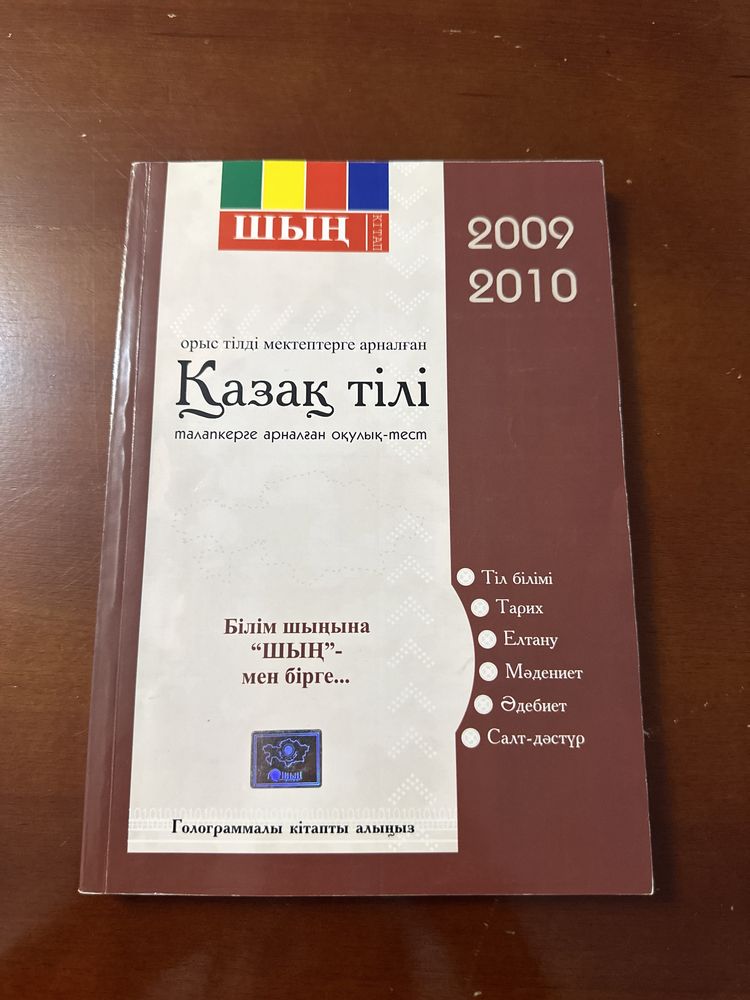 ШЫҢ
КІТАП
2009
2010
орыс тілді мектептерге арналған
Қазақ тілі
талапкерге арналған оқулық-тест
Тіл білімі
Тарих
Елтану
Мәдениет
Әдебиет
Салт-дәстүр
Білім шыңына
“ШЫҢ”-
мен бірге...
Голограммалы кітапты алыңыз